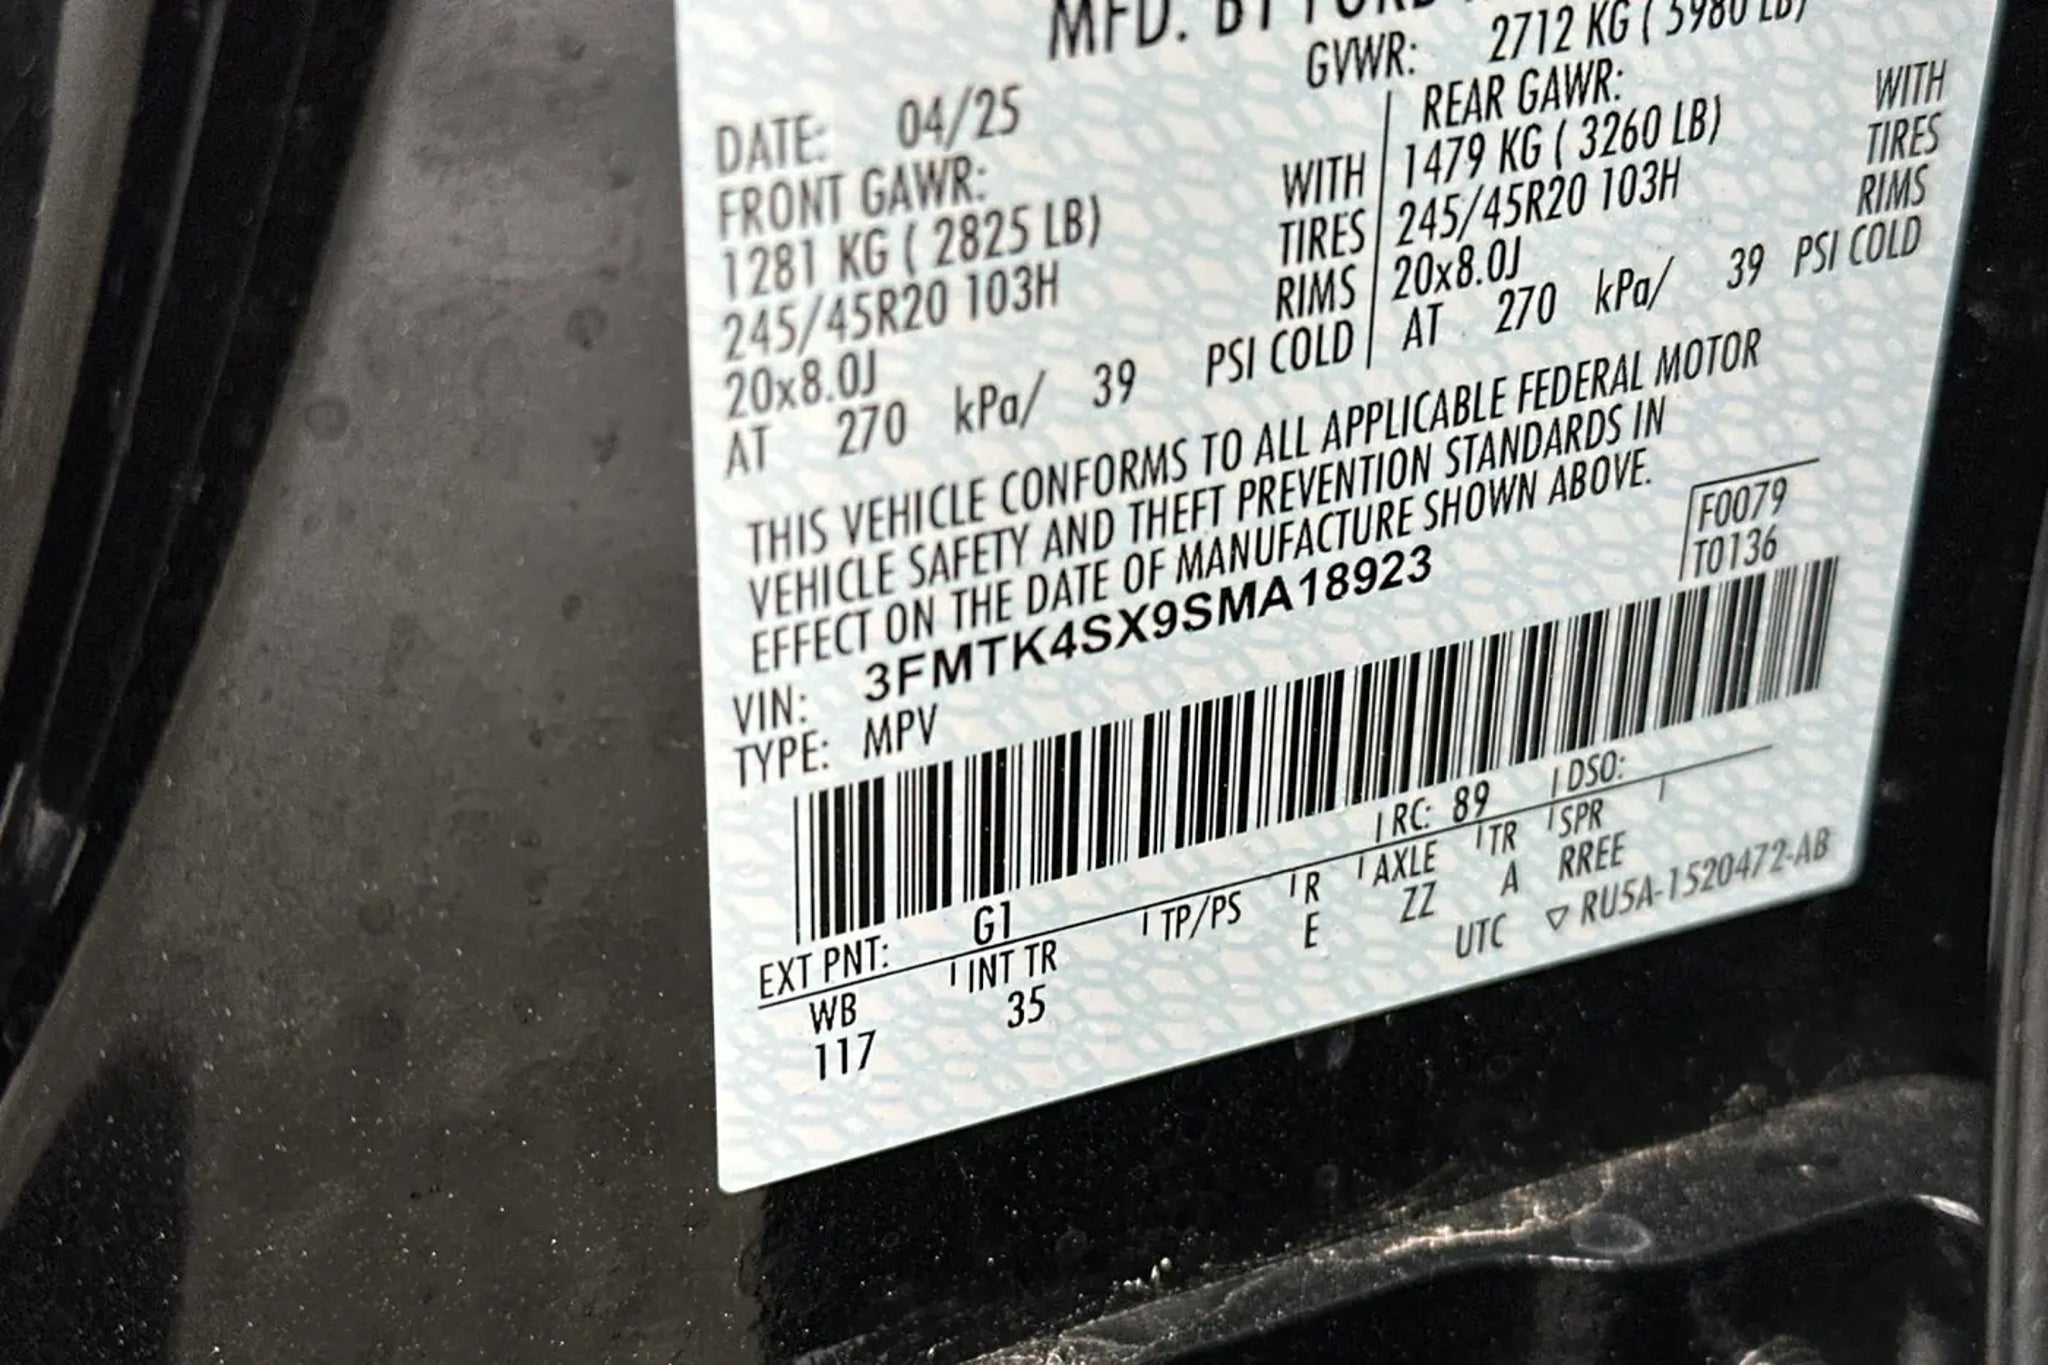 MFD. BY FORD
GVWR: 2712 KG ( 5980 LB)
DATE: 04/25
FRONT GAWR:
1281 KG ( 2825 LB) WITH
245/45R20 103H TIRES
20x8.0J RIMS
AT 270 kPa/ 39 PSI COLD
REAR GAWR:
1479 KG ( 3260 LB) WITH
245/45R20 103H TIRES
20x8.0J RIMS
AT 270 kPa/ 39 PSI COLD
THIS VEHICLE CONFORMS TO ALL APPLICABLE FEDERAL MOTOR
VEHICLE SAFETY AND THEFT PREVENTION STANDARDS IN
EFFECT ON THE DATE OF MANUFACTURE SHOWN ABOVE.
F0079
T0136
VIN: 3FMTK4SX9SMA18923
TYPE: MPV
EXT PNT: G1 RC: 89 DSO:
WB INT TR TP/PS R AXLE TR SPR
117 35 E ZZ A RREE
UTC ▽ RU5A-1520472-AB